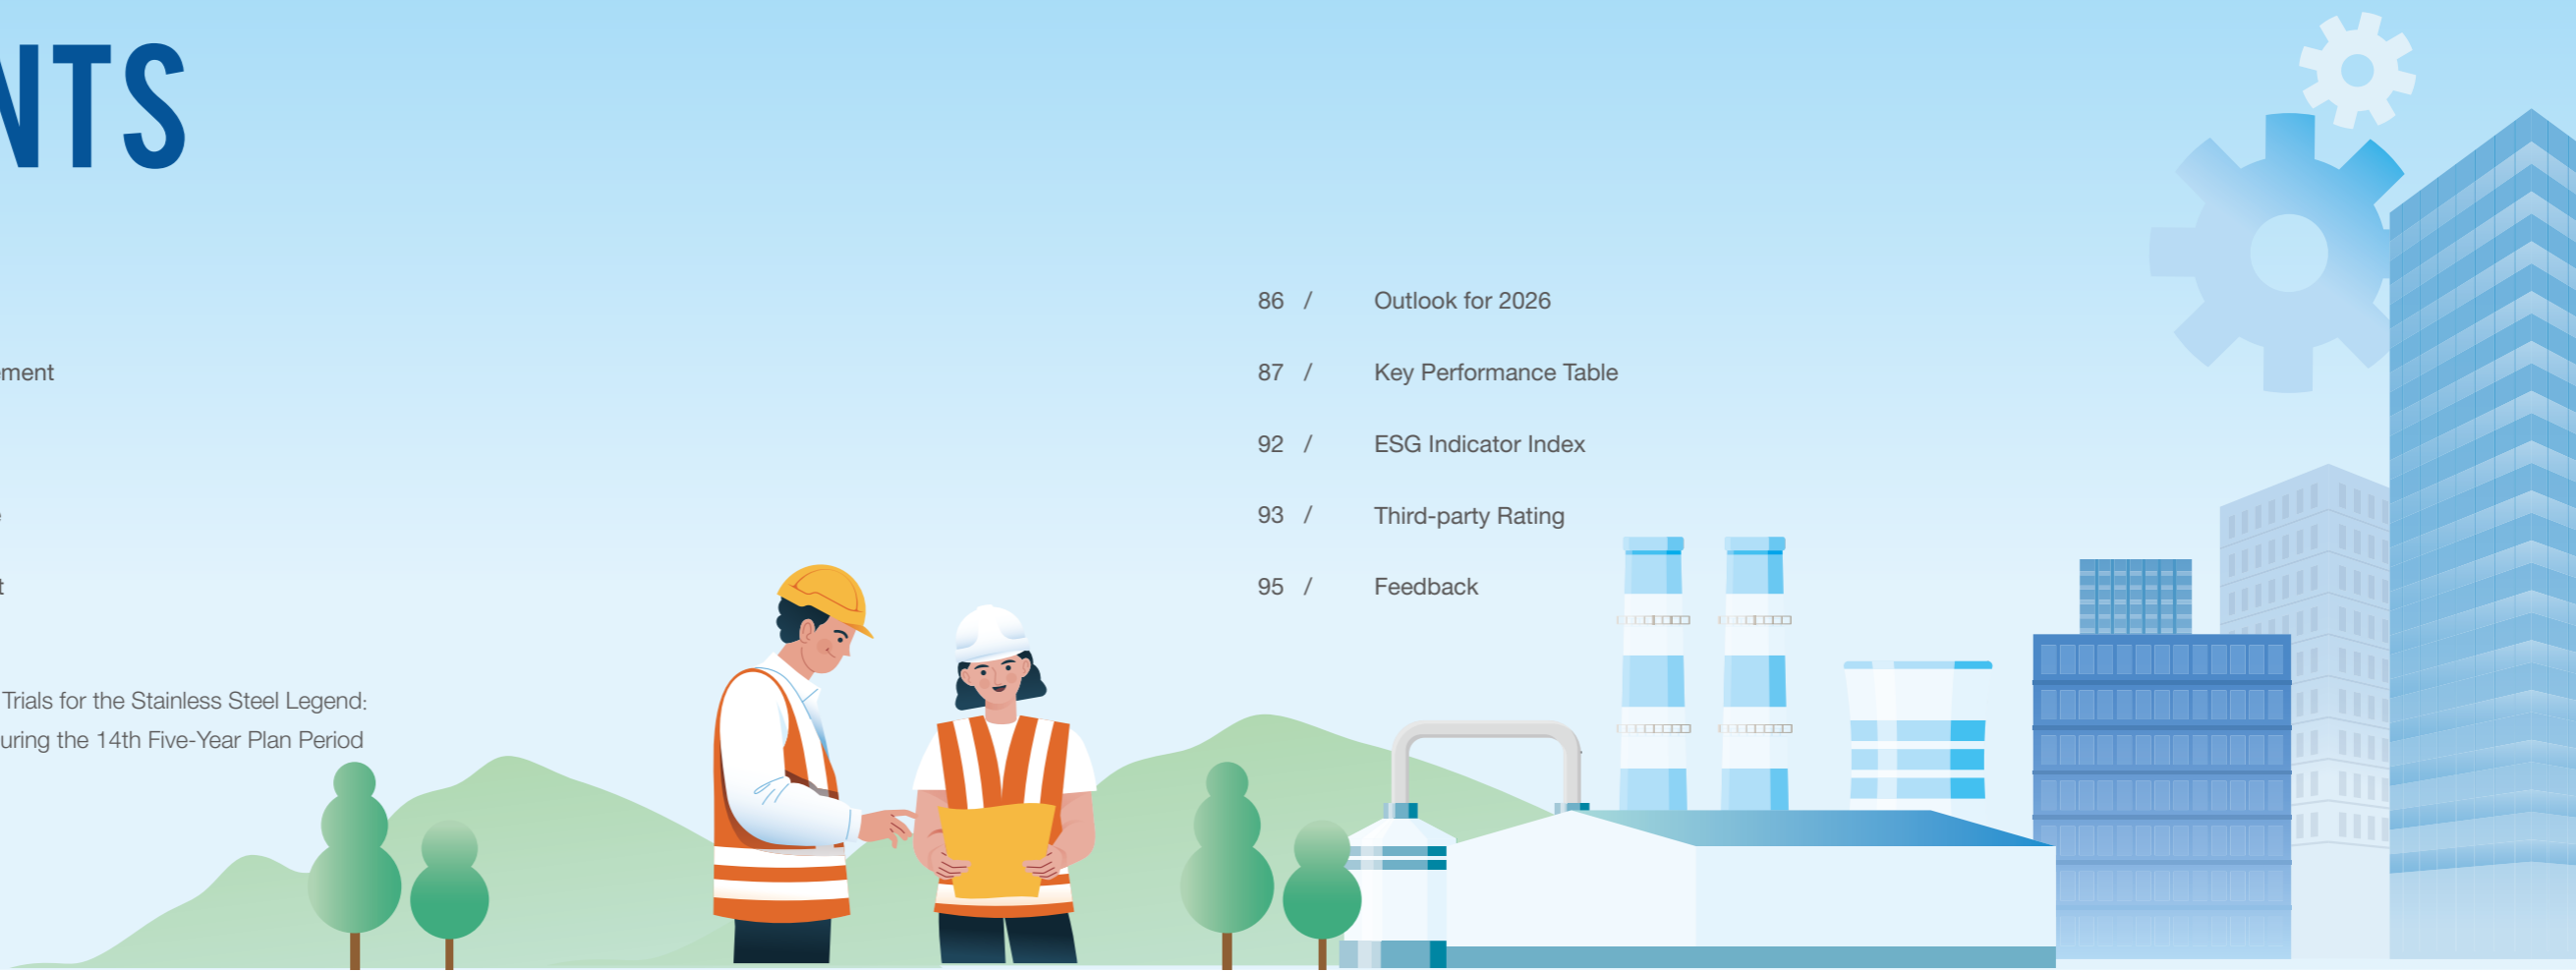 NTS
ement
e
t
Trials for the Stainless Steel Legend:
uring the 14th Five-Year Plan Period
86 / Outlook for 2026
87 / Key Performance Table
92 / ESG Indicator Index
93 / Third-party Rating
95 / Feedback